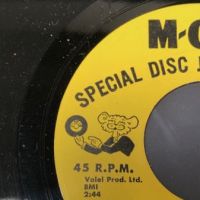 M-C
SPECIAL DISC J
45 R.P.M.
Valel Prod. Ltd.
BMI
2:44